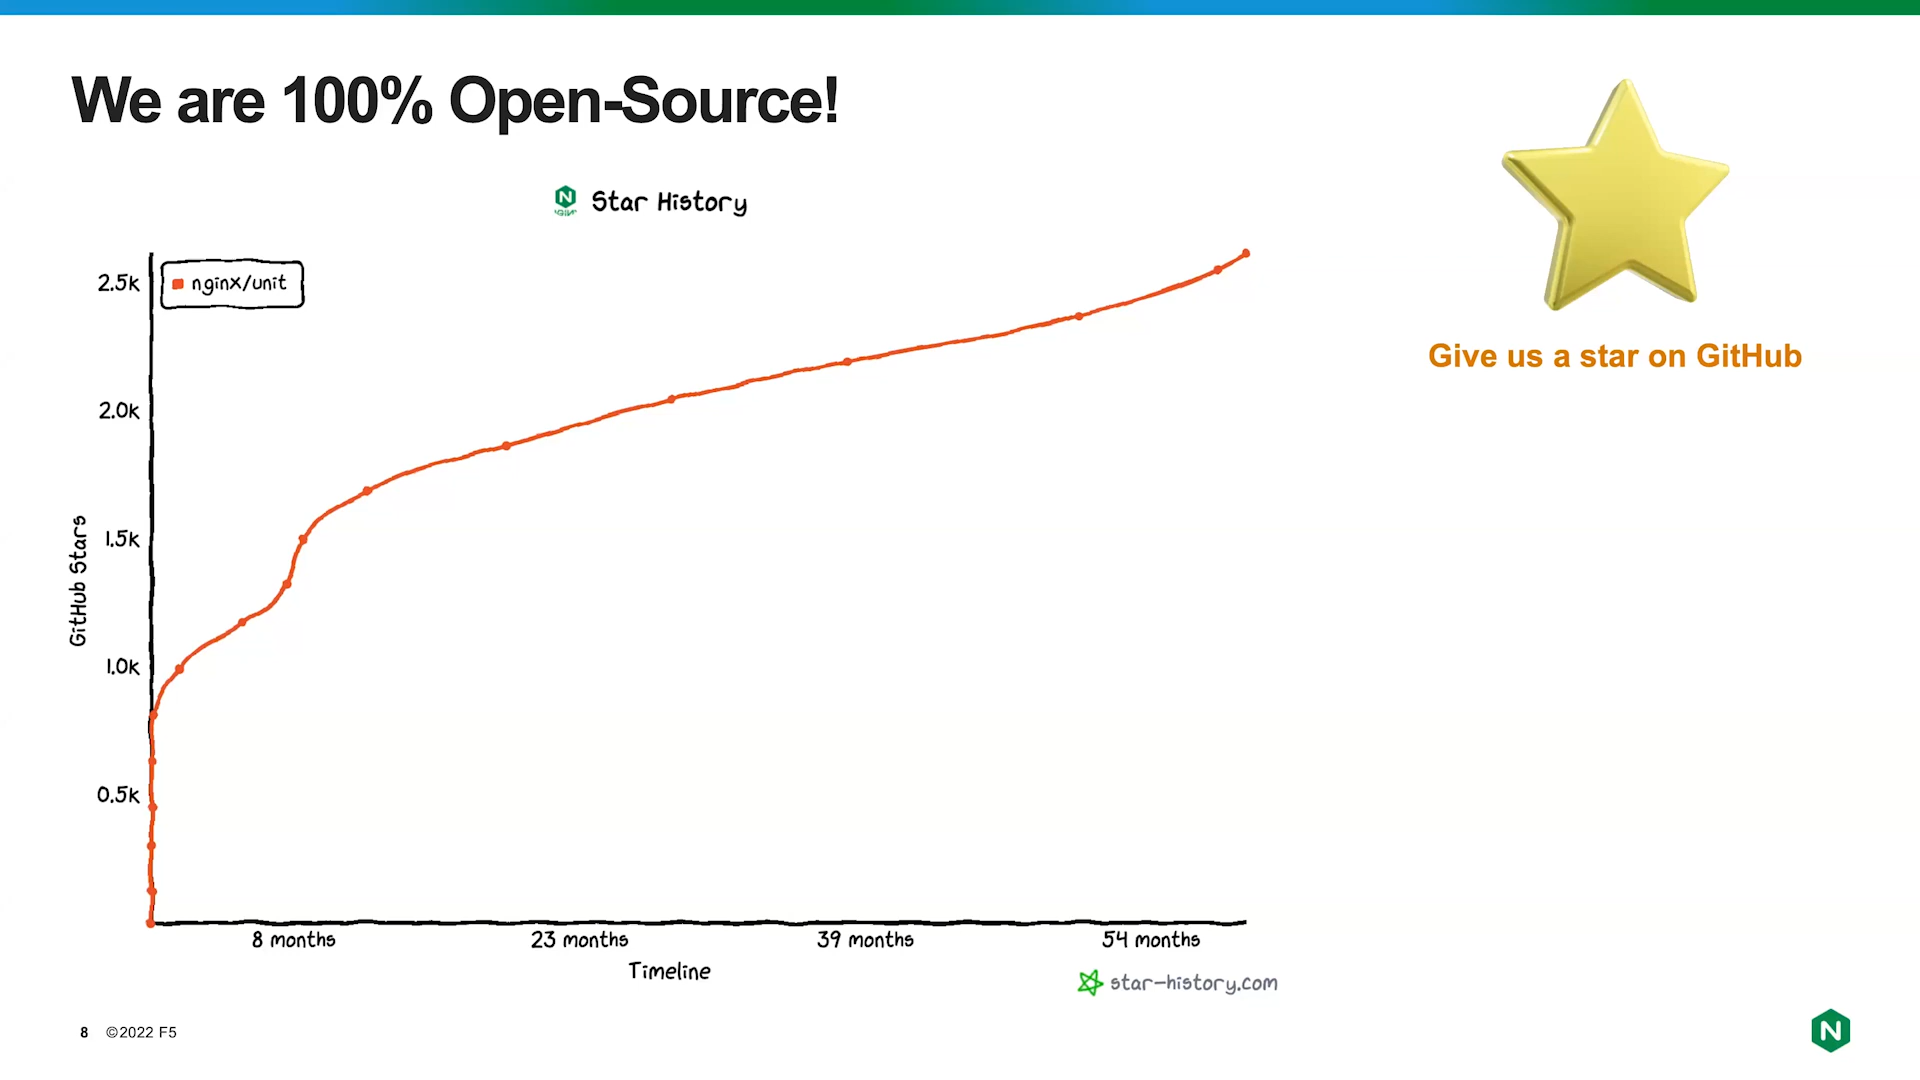 We are 100% Open-Source!
Star History
nginx/unit
2.5k
2.0k
1.5k
1.0k
0.5k
GitHub Stars
8 months
23 months
39 months
54 months
Timeline
star-history.com
Give us a star on GitHub
8 ©2022 F5
N